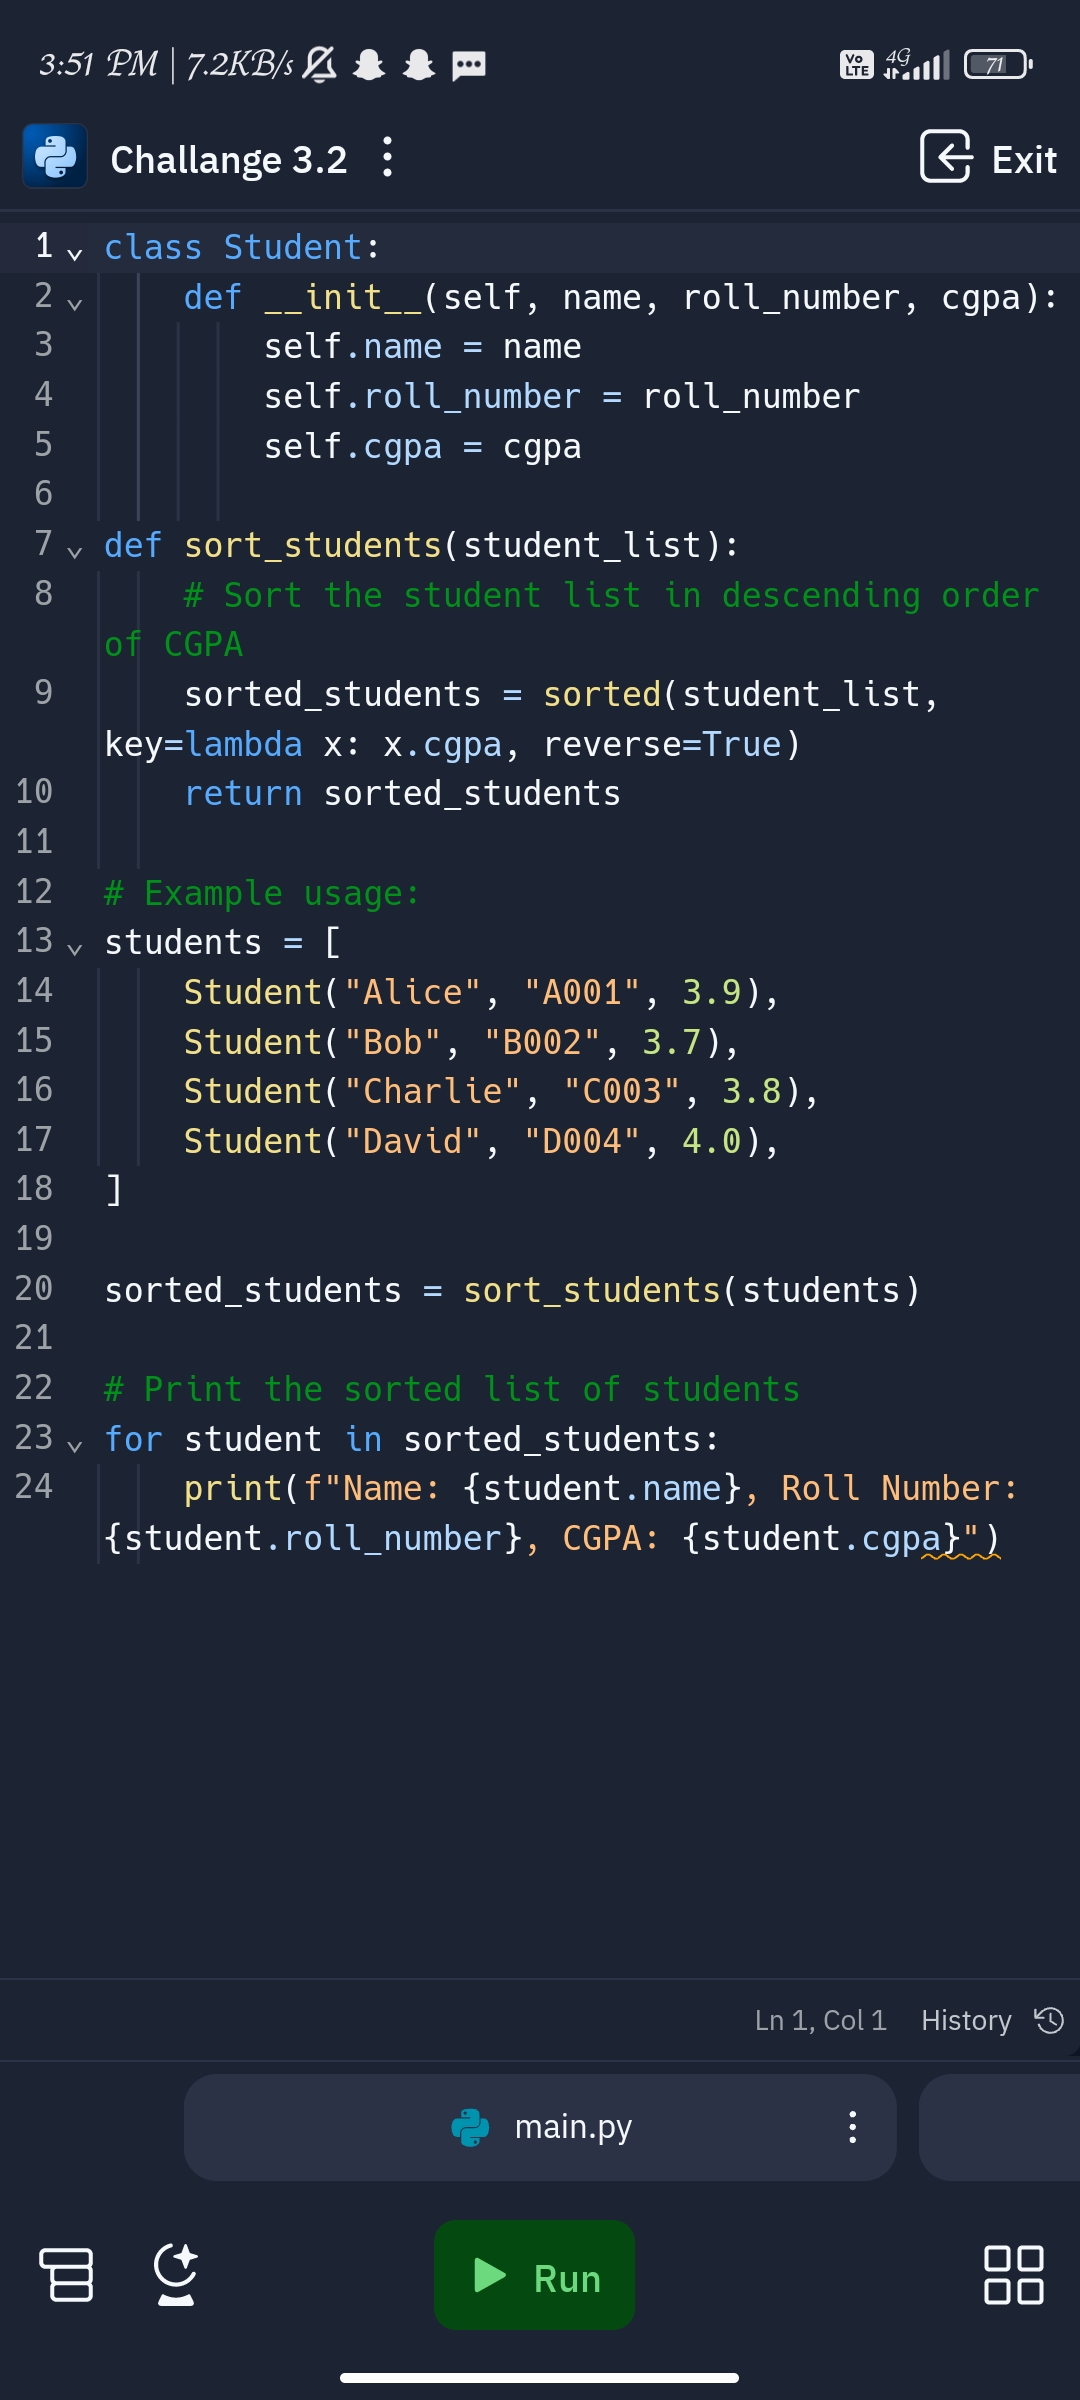 3:51 PM | 7.2KB/s Vo LTE 4G 71
Challange 3.2 Exit
1 class Student:
2     def __init__(self, name, roll_number, cgpa):
3         self.name = name
4         self.roll_number = roll_number
5         self.cgpa = cgpa
6
7 def sort_students(student_list):
8     # Sort the student list in descending order
of CGPA
9     sorted_students = sorted(student_list,
key=lambda x: x.cgpa, reverse=True)
10     return sorted_students
11
12 # Example usage:
13 students = [
14     Student("Alice", "A001", 3.9),
15     Student("Bob", "B002", 3.7),
16     Student("Charlie", "C003", 3.8),
17     Student("David", "D004", 4.0),
18 ]
19
20 sorted_students = sort_students(students)
21
22 # Print the sorted list of students
23 for student in sorted_students:
24     print(f"Name: {student.name}, Roll Number:
{student.roll_number}, CGPA: {student.cgpa}")
Ln 1, Col 1 History
main.py
Run